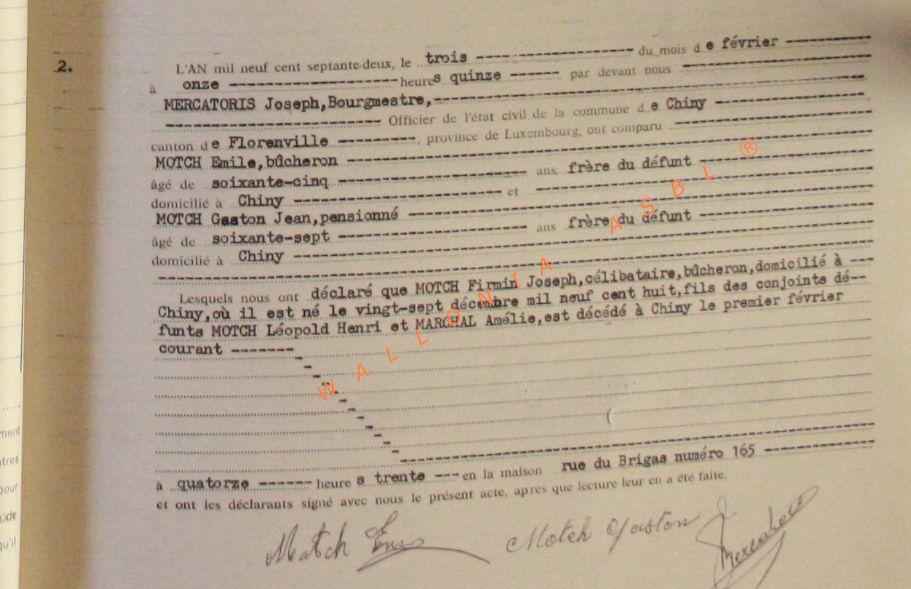 2.
L'AN mil neuf cent septante-deux, le trois ---------- du mois de février ----------
à onze ---------- heures quinze ------ par devant nous ----------
MERCATORIS Joseph,Bourgmestre,----------
---------- Officier de l'état civil de la commune de Chiny ----------
canton de Florenville ----------, province de Luxembourg, ont comparu ----------
MOTCH Emile,bûcheron ----------
âgé de soixante-cinq ---------- ans frère du défunt ----------
domicilié à Chiny ---------- et ----------
MOTCH Gaston Jean,pensionné ----------
âgé de soixante-sept ---------- ans frère du défunt ----------
domicilié à Chiny ----------
Lesquels nous ont déclaré que MOTCH Firmin Joseph,célibataire,bûcheron,domicilié à ---
Chiny,où il est né le vingt-sept décembre mil neuf cent huit,fils des conjoints dé--
funts MOTCH Léopold Henri et MARCHAL Amélie,est décédé à Chiny le premier février
courant -------
à quatorze ------ heures trente --- en la maison rue du Brigas numéro 165 ----------
et ont les déclarants signé avec nous le présent acte, après que lecture leur en a été faite.
Motch Motch Gaston
WALLONIA ASBL ®
ment
tres
pour
qu'il